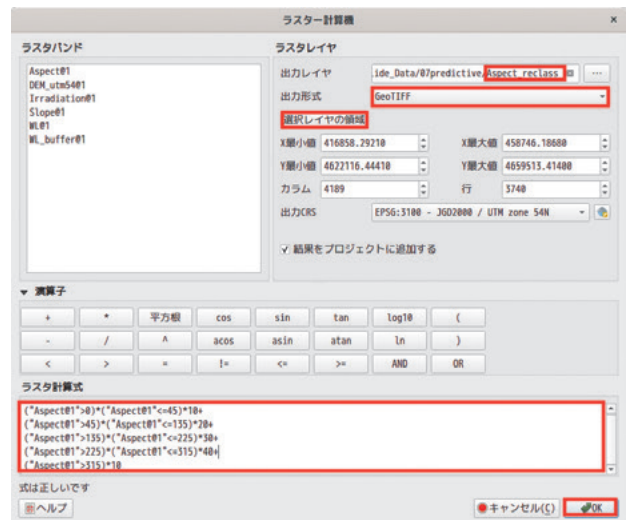 ラスター計算機
ラスタバンド
Aspect@1
DEM_utm54@1
Irradiation@1
Slope@1
WL@1
WL_buffer@1
ラスタレイヤ
出力レイヤ .ide_Data/07predictive/Aspect_reclass ...
出力形式 GeoTIFF
選択レイヤの領域
X最小値 416858.29210 X最大値 458746.18680
Y最小値 4622116.44410 Y最大値 4659513.41400
カラム 4189 行 3740
出力CRS EPSG:3100 - JGD2000 / UTM zone 54N
結果をプロジェクトに追加する
演算子
+ * 平方根 cos sin tan log10 (
- / ^ acos asin atan ln )
< > = != <= >= AND OR
ラスタ計算式
("Aspect@1">0)*("Aspect@1"<=45)*10+
("Aspect@1">45)*("Aspect@1"<=135)*20+
("Aspect@1">135)*("Aspect@1"<=225)*30+
("Aspect@1">225)*("Aspect@1"<=315)*40+
("Aspect@1">315)*10
式は正しいです
ヘルプ キャンセル(C) OK